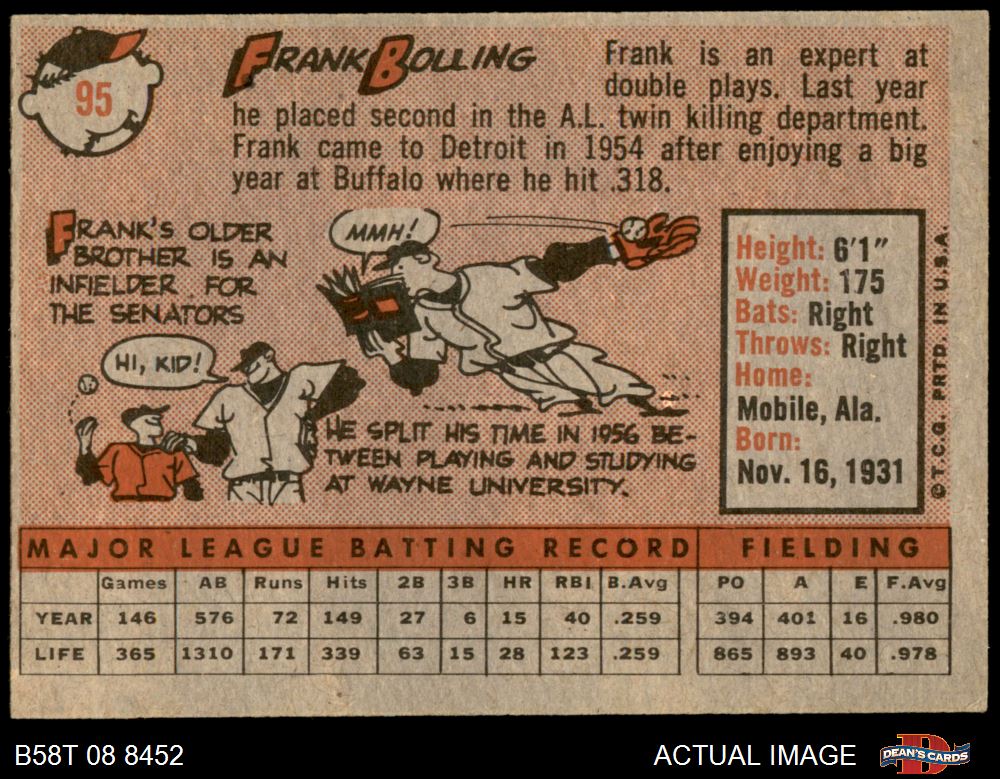 95
FRANK BOLLING
Frank is an expert at
double plays. Last year
he placed second in the A.L. twin killing department.
Frank came to Detroit in 1954 after enjoying a big
year at Buffalo where he hit .318.
FRANK'S OLDER
BROTHER IS AN
INFIELDER FOR
THE SENATORS
HI, KID!
MMH!
HE SPLIT HIS TIME IN 1956 BE-
TWEEN PLAYING AND STUDYING
AT WAYNE UNIVERSITY.
Height: 6'1"
Weight: 175
Bats: Right
Throws: Right
Home:
Mobile, Ala.
Born:
Nov. 16, 1931
© T.C.G. PRTD. IN U.S.A.
MAJOR LEAGUE BATTING RECORD FIELDING
Games AB Runs Hits 2B 3B HR RBI B.Avg PO A E F.Avg
YEAR 146 576 72 149 27 6 15 40 .259 394 401 16 .980
LIFE 365 1310 171 339 63 15 28 123 .259 865 893 40 .978
B58T 08 8452 ACTUAL IMAGE DEAN'S CARDS